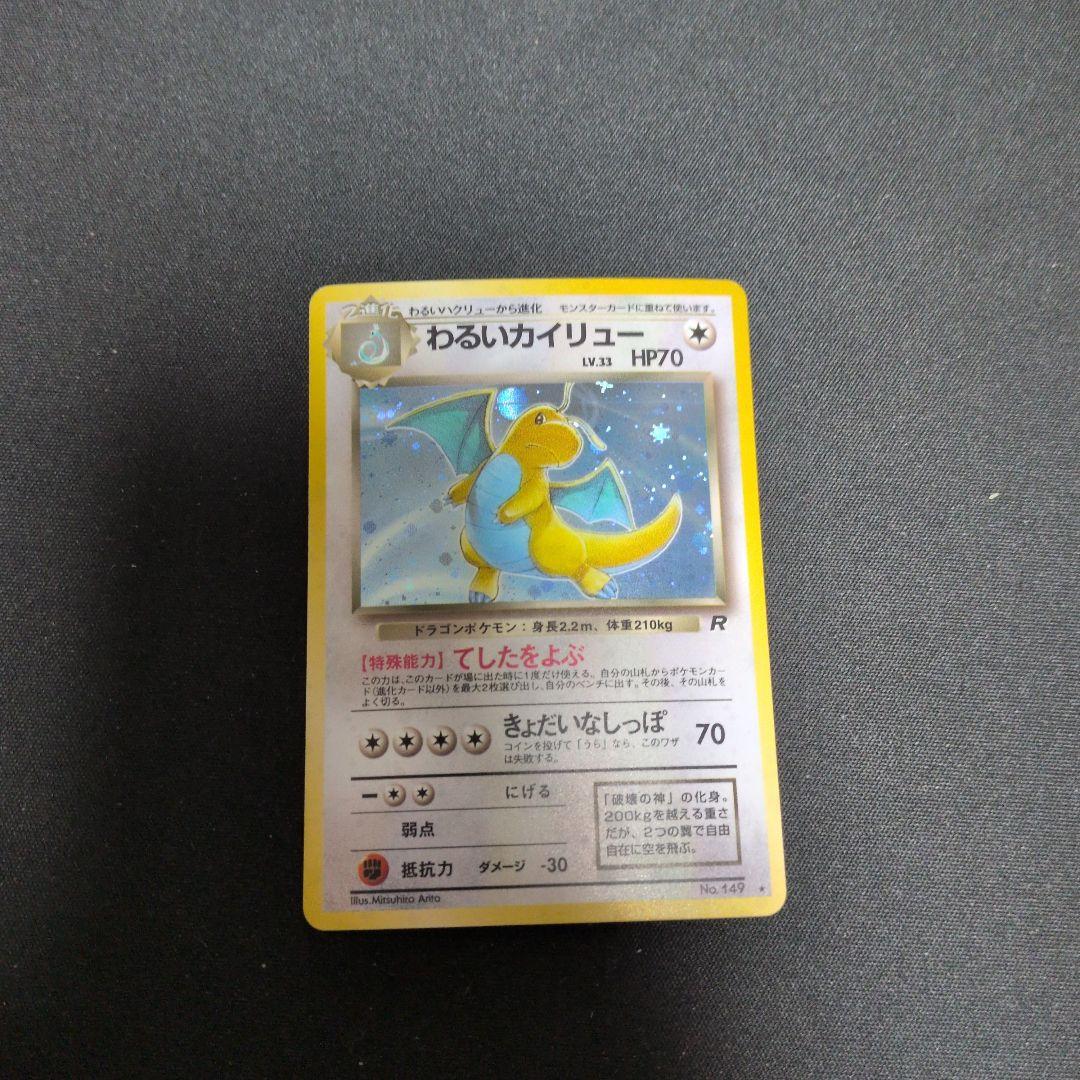 2進化 わるいハクリューから進化 モンスターカードに重ねて使います。
わるいカイリュー
LV.33 HP70
ドラゴンポケモン:身長2.2m、体重210kg R
【特殊能力】てしたをよぶ
この力は、このカードが場に出た時に1度だけ使える。自分の山札からポケモンカー
ド(進化カード以外)を最大2枚選び出し、自分のベンチに出す。その後、その山札を
よく切る。
きょだいなしっぽ 70
コインを投げて「うら」なら、このワザ
は失敗する。
にげる
弱点
抵抗力 ダメージ -30
「破壊の神」の化身。
200kgを越える重さ
だが、2つの翼で自由
自在に空を飛ぶ。
Illus.Mitsuhiro Arita
No. 149 ★